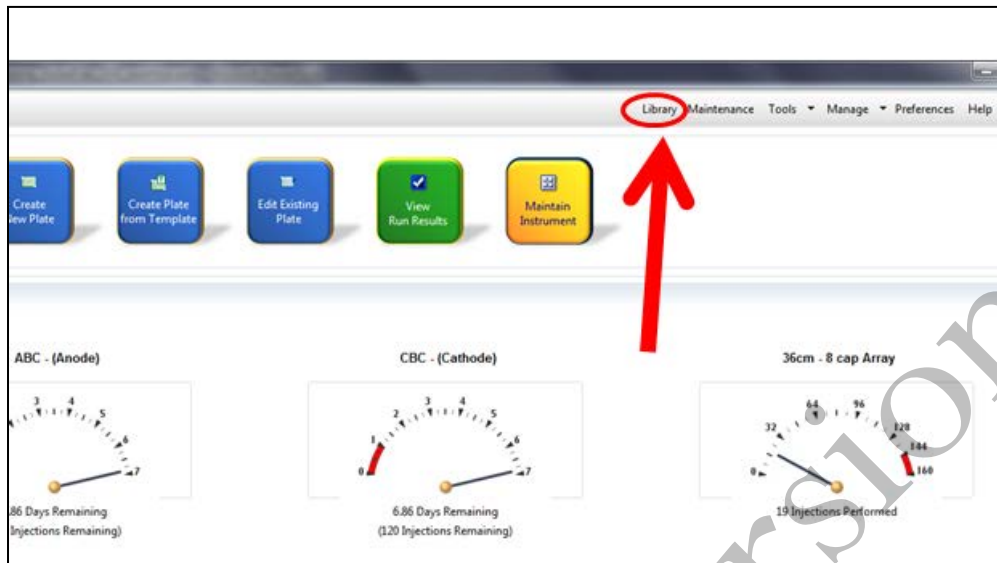 Library Maintenance Tools Manage Preferences Help
Create
New Plate
Create Plate
from Template
Edit Existing
Plate
View
Run Results
Maintain
Instrument
ABC - (Anode)
3 4 5 6 7
.86 Days Remaining
Injections Remaining)
CBC - (Cathode)
0 1 2 3 4 5 6 7
6.86 Days Remaining
(120 Injections Remaining)
36cm - 8 cap Array
0 32 64 96 128 144 160
19 Injections Performed